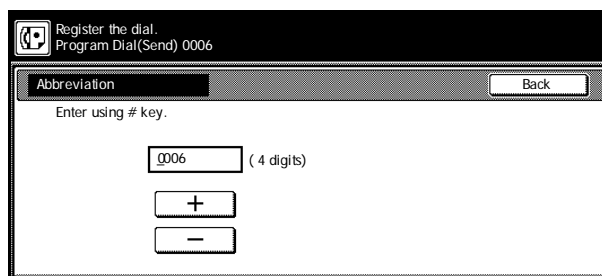 Register the dial.
Program Dial(Send) 0006
Abbreviation
Back
Enter using # key.
0006
( 4 digits)
+
−